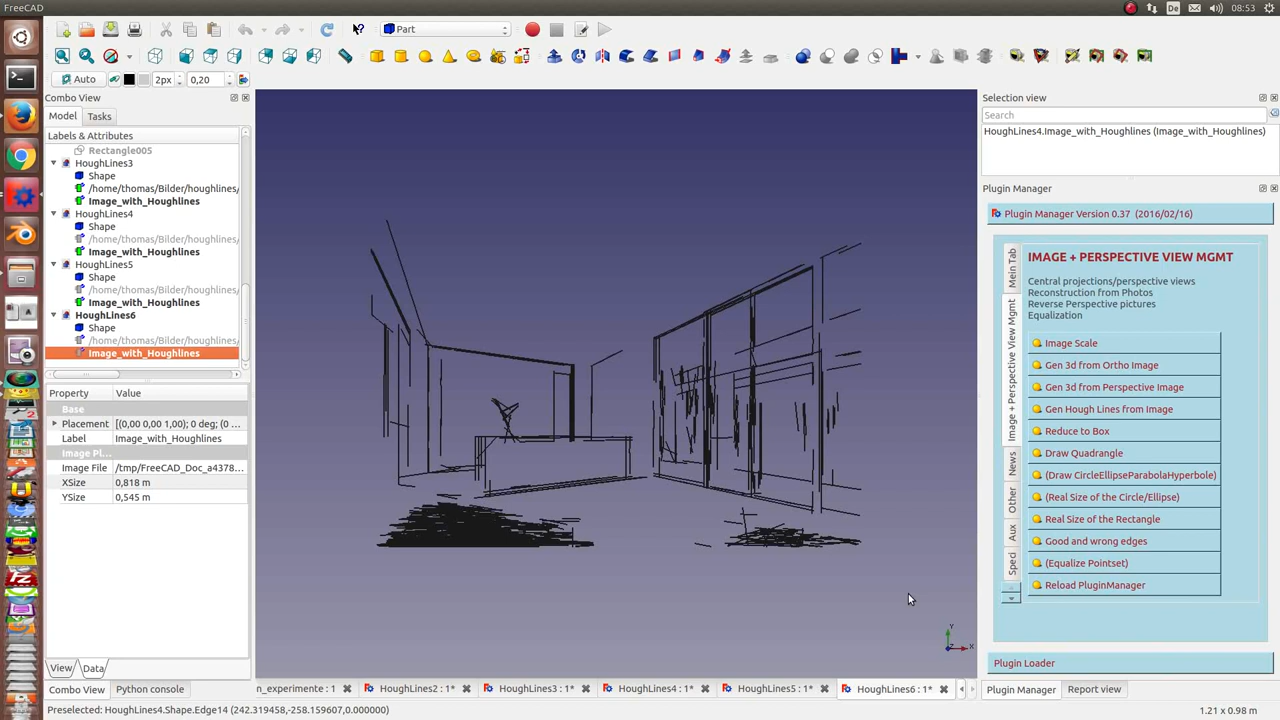 FreeCAD
De
08:53
Part
Auto
2px
0,20
Combo View
Selection view
Model
Tasks
Search
Labels & Attributes
HoughLines4.Image_with_Houghlines (Image_with_Houghlines)
Rectangle005
HoughLines3
Shape
/home/thomas/Bilder/houghlines/
Image_with_Houghlines
HoughLines4
Shape
/home/thomas/Bilder/houghlines/
Image_with_Houghlines
HoughLines5
Shape
/home/thomas/Bilder/houghlines/
Image_with_Houghlines
HoughLines6
Shape
/home/thomas/Bilder/houghlines/
Image_with_Houghlines
Plugin Manager
Plugin Manager Version 0.37 (2016/02/16)
Main Tab
Image + Perspective View Mgmt
News
Other
Aux
Speci
IMAGE + PERSPECTIVE VIEW MGMT
Central projections/perspective views
Reconstruction from Photos
Reverse Perspective pictures
Equalization
Image Scale
Gen 3d from Ortho Image
Gen 3d from Perspective Image
Gen Hough Lines from Image
Reduce to Box
Draw Quadrangle
(Draw CircleEllipseParabolaHyperbole)
(Real Size of the Circle/Ellipse)
Real Size of the Rectangle
Good and wrong edges
(Equalize Pointset)
Reload PluginManager
Plugin Loader
Property
Value
Base
Placement
[(0,00 0,00 1,00); 0 deg; (0 ...
Label
Image_with_Houghlines
Image Pl...
Image File
/tmp/FreeCAD_Doc_a4378...
XSize
0,818 m
YSize
0,545 m
Y
X
View
Data
Combo View
Python console
n_experimente : 1
HoughLines2 : 1*
HoughLines3 : 1*
HoughLines4 : 1*
HoughLines5 : 1*
HoughLines6 : 1*
Plugin Manager
Report view
Preselected: HoughLines4.Shape.Edge14 (242.319458,-258.159607,0.000000)
1.21 x 0.98 m